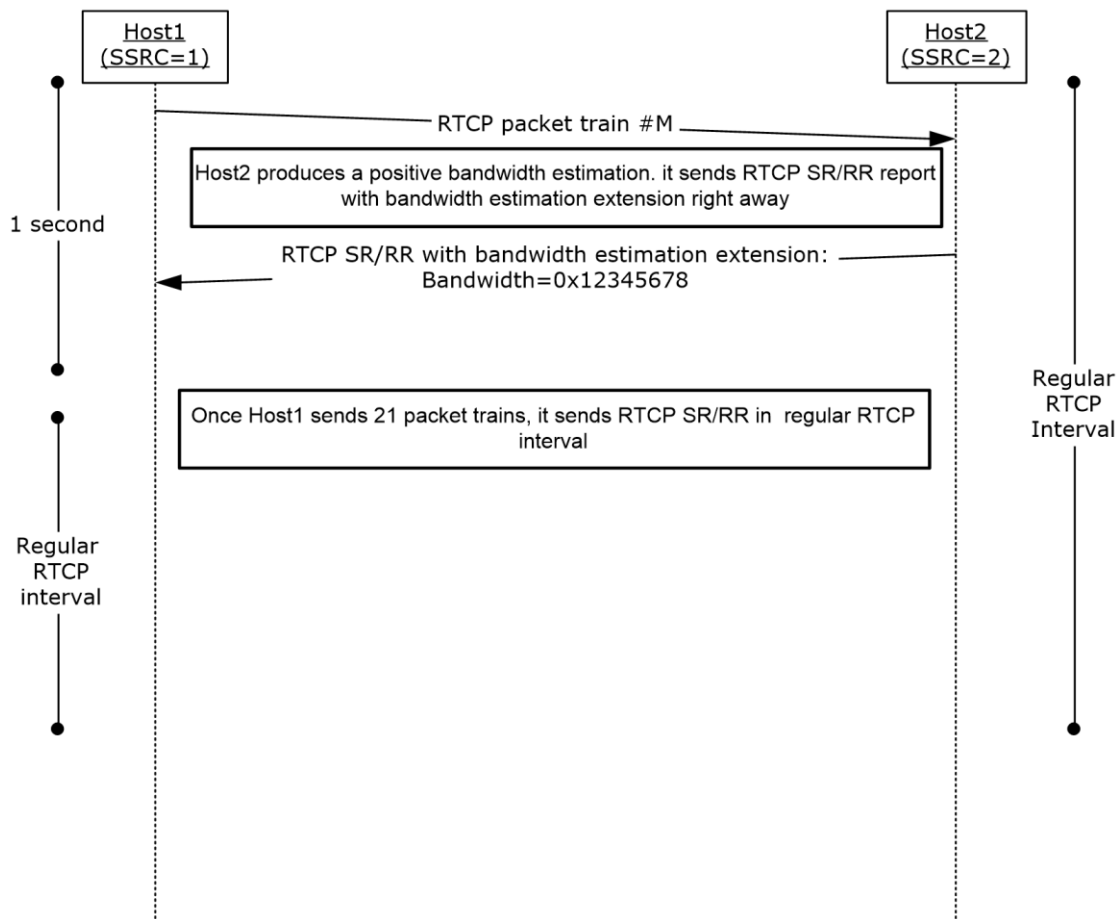 Host1
(SSRC=1)
Host2
(SSRC=2)
RTCP packet train #M
Host2 produces a positive bandwidth estimation. it sends RTCP SR/RR report
with bandwidth estimation extension right away
1 second
RTCP SR/RR with bandwidth estimation extension:
Bandwidth=0x12345678
Regular
RTCP
Interval
Once Host1 sends 21 packet trains, it sends RTCP SR/RR in regular RTCP
interval
Regular
RTCP
interval